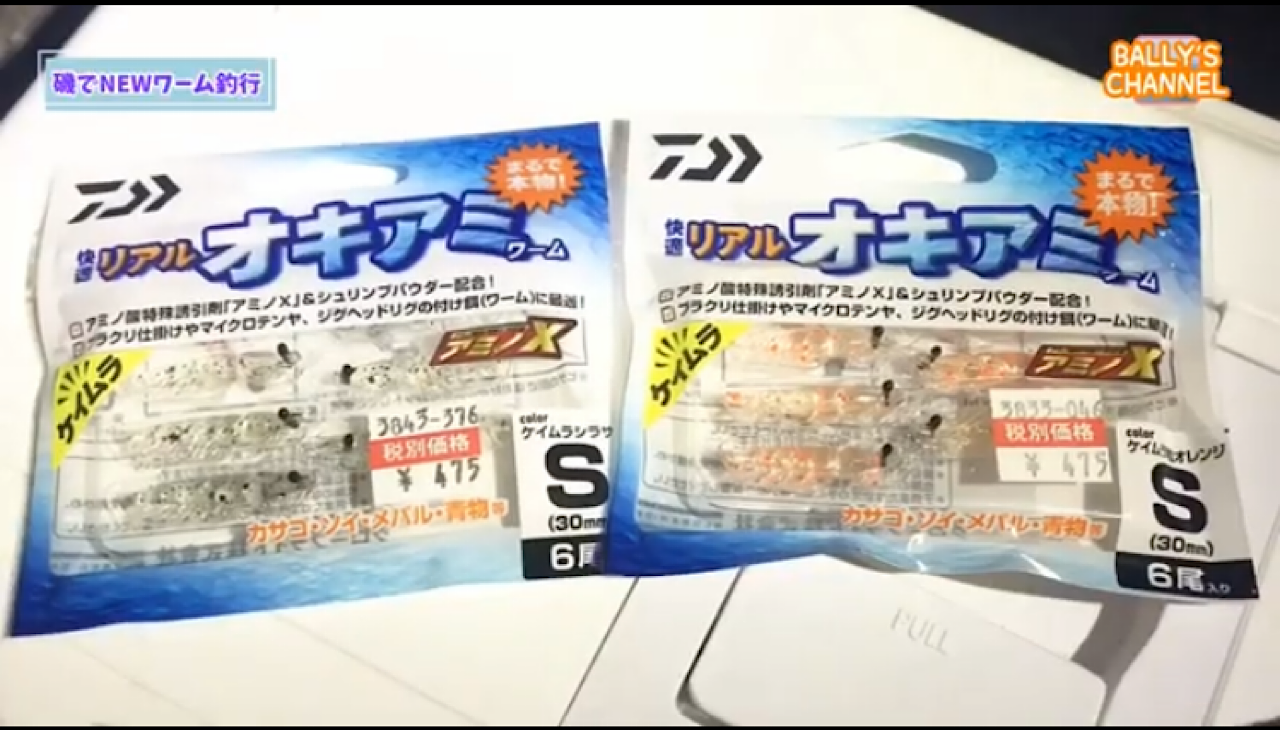 磯でNEWワーム釣行
BALLY'S
CHANNEL
まるで
本物!
快適リアルオキアミワーム
アミノ酸特殊誘引剤「アミノX」&シュリンプパウダー配合!
ブラクリ仕掛けやマイクロテンヤ、ジグヘッドリグの付け餌(ワーム)に最適!
ケイムラ
アミノX
3843-376
税別価格
¥ 475
color
ケイムラシラサ
S
(30mm
6尾
カサゴ・ソイ・メバル・青物等
まるで
本物!
快適リアルオキアミワーム
アミノ酸特殊誘引剤「アミノX」&シュリンプパウダー配合!
ブラクリ仕掛けやマイクロテンヤ、ジグヘッドリグの付け餌(ワーム)に最適!
ケイムラ
アミノX
3833-046
税別価格
¥ 475
color
オレンジ
S
(30mm)
6尾入り
カサゴ・ソイ・メバル・青物等
PULL